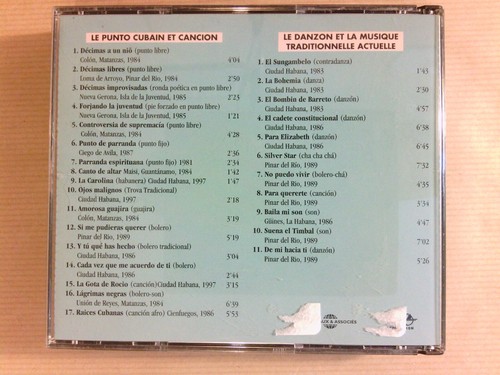 LE PUNTO CUBAIN ET CANCION
1. Décimas a un niõ (punto libre)
Colón, Matanzas, 1984 4'04
2. Décimas libres (punto libre)
Loma de Arroyo, Pinar del Rio, 1984 2'50
3. Décimas improvisadas (ronda poética en punto libre)
Nueva Gerona, Isla de la Juventud, 1985 2'23
4. Forjando la juventud (pie forzado en punto libre)
Nueva Gerona, Isla de la Juventud, 1985 1'21
5. Controversia de supremacía (punto libre)
Colón, Matanzas, 1984 4'28
6. Punto de parranda (punto fijo)
Ciego de Avila, 1987 2'36
7. Parranda espirituana (punto fijo) 1981 2'34
8. Canto de altar Maisi, Guantánamo, 1984 1'42
9. La Carolina (habanera) Ciudad Habana, 1997 1'47
10. Ojos malignos (Trova Tradicional)
Ciudad Habana, 1997 2'18
11. Amorosa guajira (guajira)
Colón, Matanzas, 1984 3'19
12. Si me pudieras querer (bolero)
Pinar del Rio, 1989 5'19
13. Y tú qué has hecho (bolero tradicional)
Ciudad Habana, 1986 3'04
14. Cada vez que me acuerdo de ti (bolero)
Ciudad Habana, 1986 2'44
15. La Gota de Rocio (canción)Ciudad Habana, 1997 3'15
16. Lágrimas negras (bolero-son)
Unión de Reyes, Matanzas, 1984 6'39
17. Raíces Cubanas (canción afro) Cienfuegos, 1986 5'53
LE DANZON ET LA MUSIQUE
TRADITIONNELLE ACTUELLE
1. El Sungambelo (contradanza)
Ciudad Habana, 1983 1'43
2. La Bohemia (danza)
Ciudad Habana, 1983 2'30
3. El Bombin de Barreto (danzón)
Ciudad Habana, 1983 4'57
4. El cadete constitucional (danzón)
Ciudad Habana, 1986 6'38
5. Para Elizabeth (danzón)
Ciudad Habana, 1986 6'45
6. Silver Star (cha cha chá)
Pinar del Río, 1989 7'32
7. No puedo vivir (bolero-chá)
Pinar del Río, 1989 4'35
8. Para quererte (canción)
Pinar del Río, 1989 3'34
9. Baila mi son (son)
Güines, La Habana, 1986 4'47
10. Suena el Timbal (son)
Pinar del Río, 1989 7'02
11. De mi hacia ti (danzón)
Pinar del Río, 1989 5'26
& ASSOCIÉS